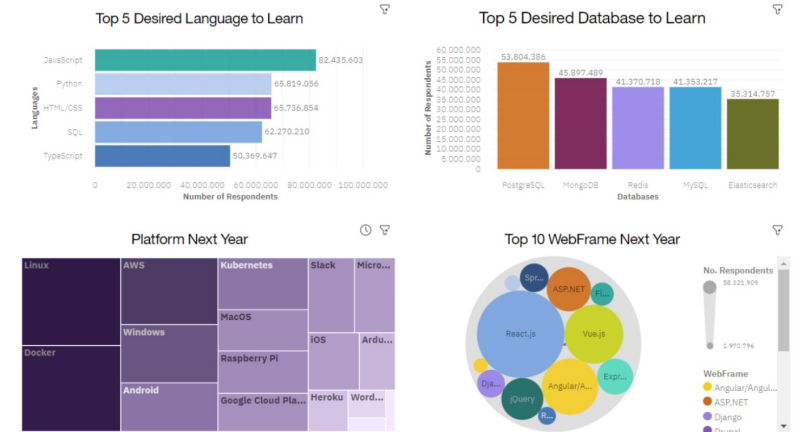 Top 5 Desired Language to Learn
JavaScript
82.435.603
Python
65.819.056
HTML/CSS
65.736.854
SQL
62.270.210
TypeScript
50.369.647
Languages
0 20.000.000 40.000.000 60.000.000 80.000.000 100.000.000
Number of Respondents
Top 5 Desired Database to Learn
60.000.000
55.000.000
50.000.000
45.000.000
40.000.000
35.000.000
30.000.000
25.000.000
20.000.000
15.000.000
10.000.000
5.000.000
0
Number of Respondents
53.804.386
45.897.489
41.370.718
41.353.217
35.314.757
PostgreSQL MongoDB Redis MySQL Elasticsearch
Databases
Platform Next Year
Linux
Docker
AWS
Windows
Android
Kubernetes
MacOS
Raspberry Pi
Google Cloud Pla...
Slack
Micro...
iOS
Ardu...
Heroku
Word...
Top 10 WebFrame Next Year
Spr...
ASP.NET
Fl...
React.js
Vue.js
Expr...
Angular/A...
Dja...
jQuery
R...
No. Respondents
58.321.909
1.970.796
WebFrame
Angular/Angul...
ASP.NET
Django
Drupal